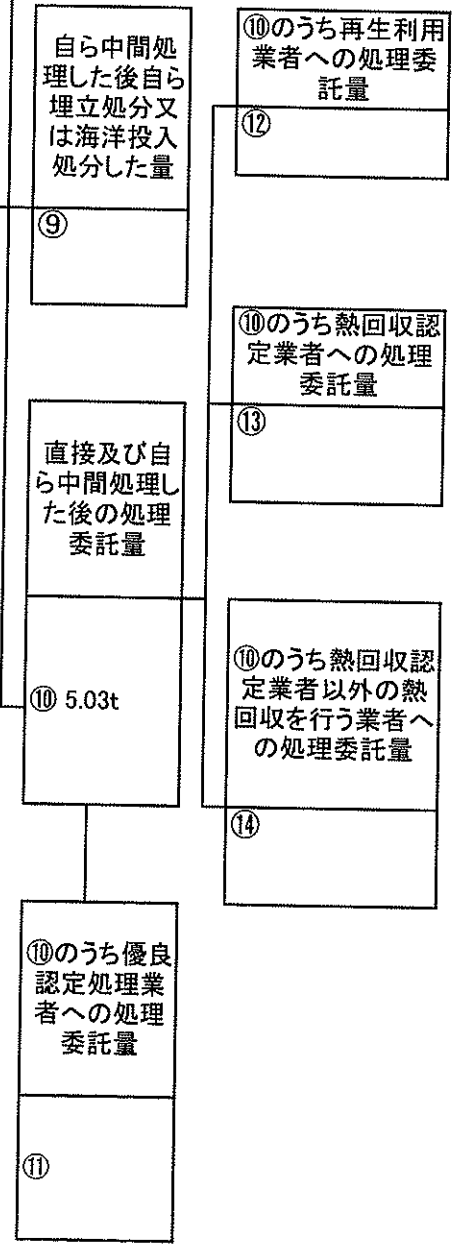 自ら中間処
理した後自ら
埋立処分又
は海洋投入
処分した量
⑨
⑩のうち再生利用
業者への処理委
託量
⑫
⑩のうち熱回収認
定業者への処理
委託量
⑬
直接及び自
ら中間処理し
た後の処理
委託量
⑩ 5.03t
⑩のうち熱回収認
定業者以外の熱
回収を行う業者へ
の処理委託量
⑭
⑩のうち優良
認定処理業
者への処理
委託量
⑪